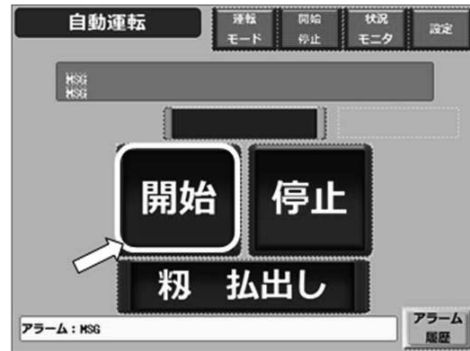 自動運転
運転
モード
開始
停止
状況
モニタ
設定
MSG
MSG
開始
停止
籾 払出し
アラーム：MSG
アラーム
履歴